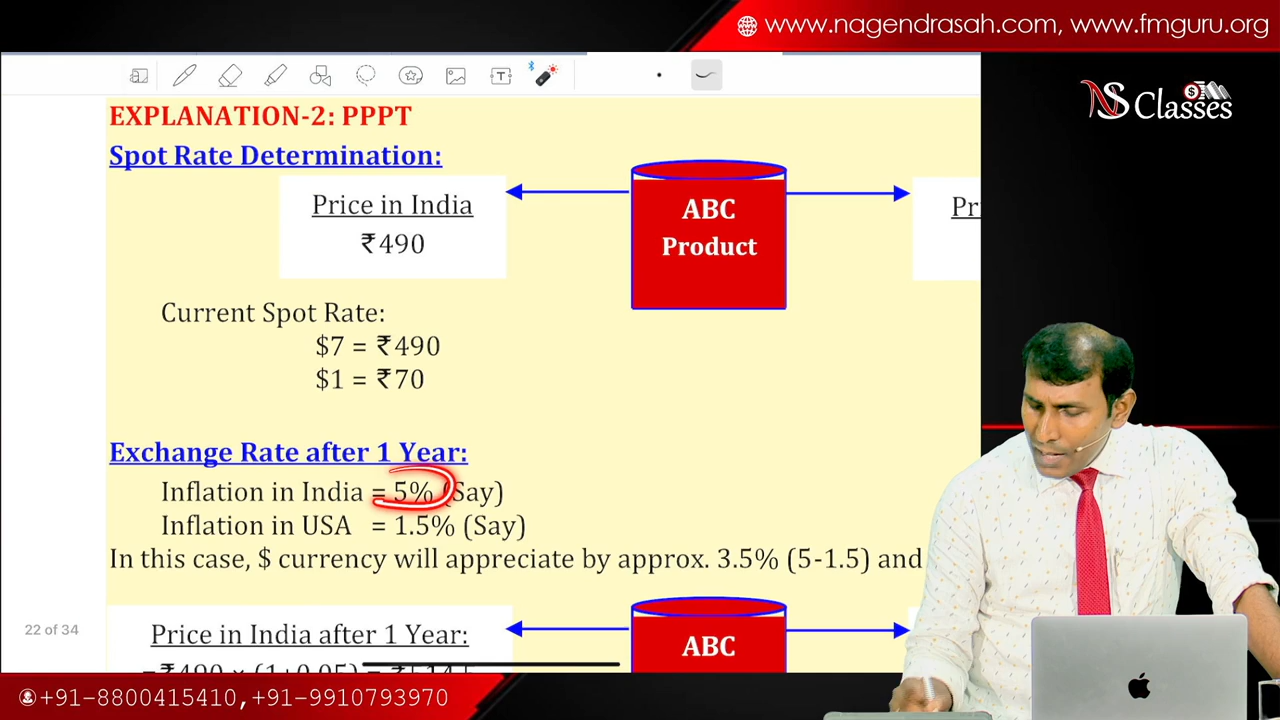 www.nagendrasah.com, www.fmguru.org
NS Classes
EXPLANATION-2: PPPT
Spot Rate Determination:
Price in India
₹490
ABC
Product
Current Spot Rate:
$7 = ₹490
$1 = ₹70
Exchange Rate after 1 Year:
Inflation in India = 5% (Say)
Inflation in USA = 1.5% (Say)
In this case, $ currency will appreciate by approx. 3.5% (5-1.5) and
22 of 34
Price in India after 1 Year:
ABC
+91-8800415410,+91-9910793970